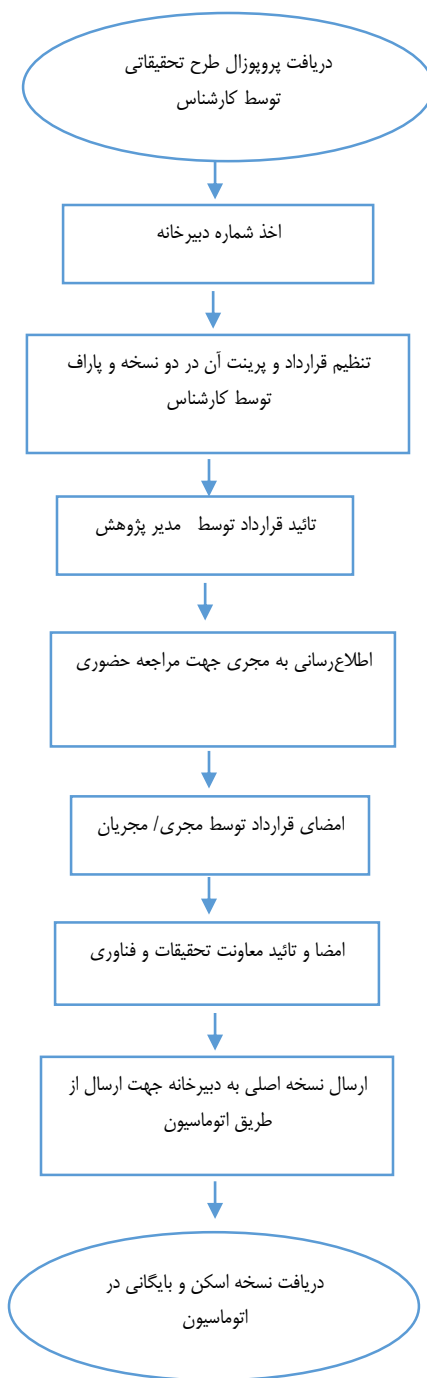 دریافت پروپوزال طرح تحقیقاتی
توسط کارشناس
اخذ شماره دبیرخانه
تنظیم قرارداد و پرینت آن در دو نسخه و پاراف
توسط کارشناس
تائید قرارداد توسط مدیر پژوهش
اطلاع‌رسانی به مجری جهت مراجعه حضوری
امضای قرارداد توسط مجری/ مجریان
امضا و تائید معاونت تحقیقات و فناوری
ارسال نسخه اصلی به دبیرخانه جهت ارسال از
طریق اتوماسیون
دریافت نسخه اسکن و بایگانی در
اتوماسیون